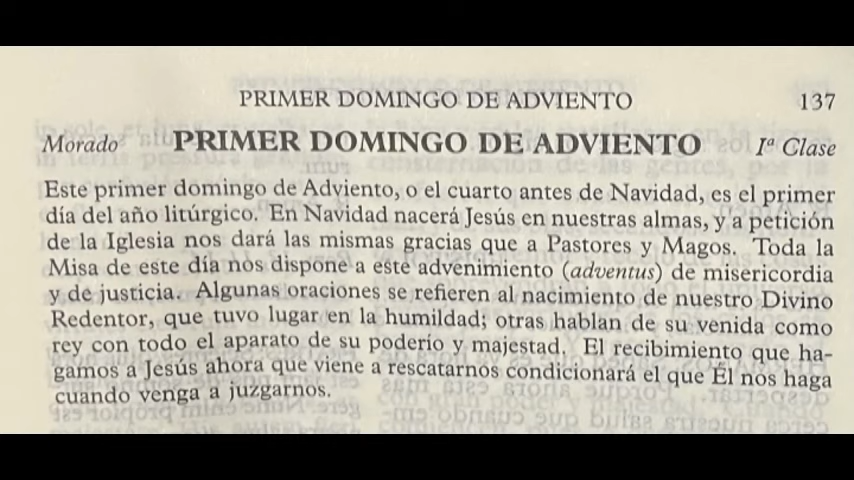 PRIMER DOMINGO DE ADVIENTO 137
Morado PRIMER DOMINGO DE ADVIENTO Iª Clase
Este primer domingo de Adviento, o el cuarto antes de Navidad, es el primer
día del año litúrgico. En Navidad nacerá Jesús en nuestras almas, y a petición
de la Iglesia nos dará las mismas gracias que a Pastores y Magos. Toda la
Misa de este día nos dispone a este advenimiento (adventus) de misericordia
y de justicia. Algunas oraciones se refieren al nacimiento de nuestro Divino
Redentor, que tuvo lugar en la humildad; otras hablan de su venida como
rey con todo el aparato de su poderío y majestad. El recibimiento que ha-
gamos a Jesús ahora que viene a rescatarnos condicionará el que Él nos haga
cuando venga a juzgarnos.